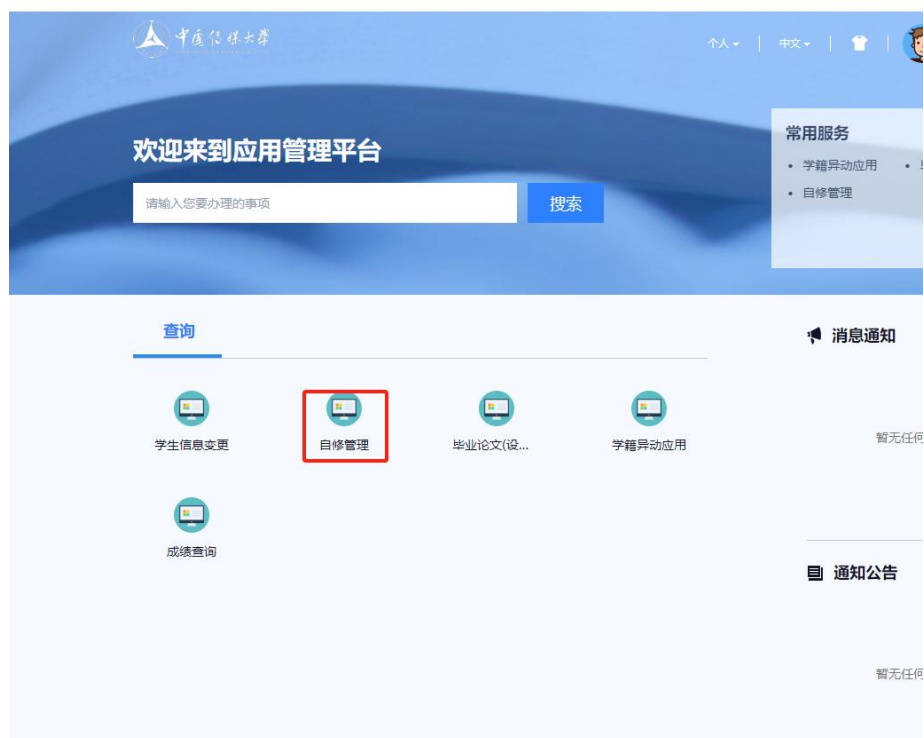 中国传媒大学
个人
中文
欢迎来到应用管理平台
请输入您要办理的事项
搜索
常用服务
• 学籍异动应用
• 自修管理
查询
学生信息变更
自修管理
毕业论文(设...
学籍异动应用
成绩查询
消息通知
暂无任何
通知公告
暂无任何